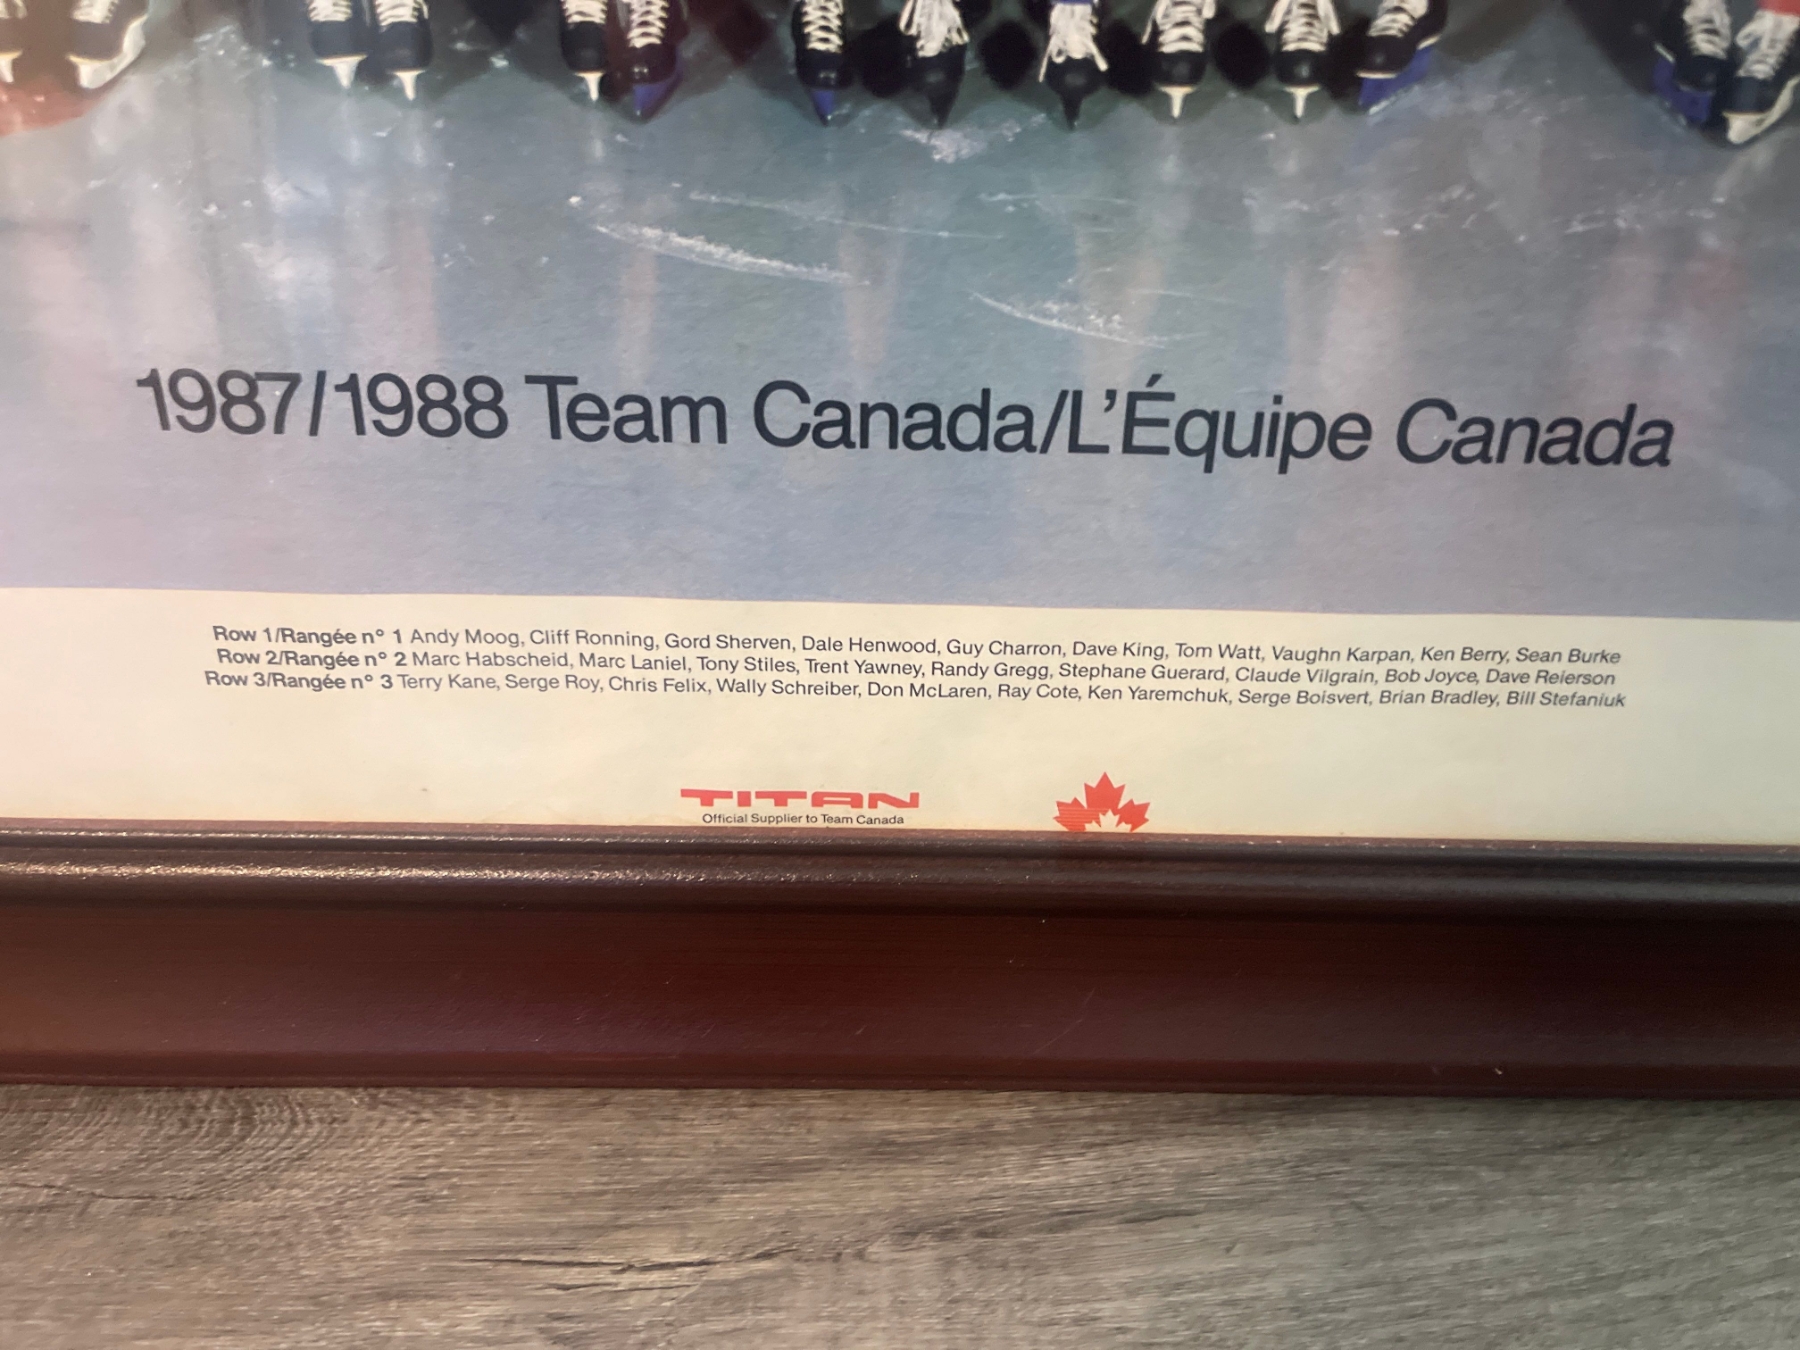 1987/1988 Team Canada/L'Équipe Canada
Row 1/Rangée n° 1 Andy Moog, Cliff Ronning, Gord Sherven, Dale Henwood, Guy Charron, Dave King, Tom Watt, Vaughn Karpan, Ken Berry, Sean Burke
Row 2/Rangée n° 2 Marc Habscheid, Marc Laniel, Tony Stiles, Trent Yawney, Randy Gregg, Stephane Guerard, Claude Vilgrain, Bob Joyce, Dave Reierson
Row 3/Rangée n° 3 Terry Kane, Serge Roy, Chris Felix, Wally Schreiber, Don McLaren, Ray Cote, Ken Yaremchuk, Serge Boisvert, Brian Bradley, Bill Stefaniuk
TITAN
Official Supplier to Team Canada